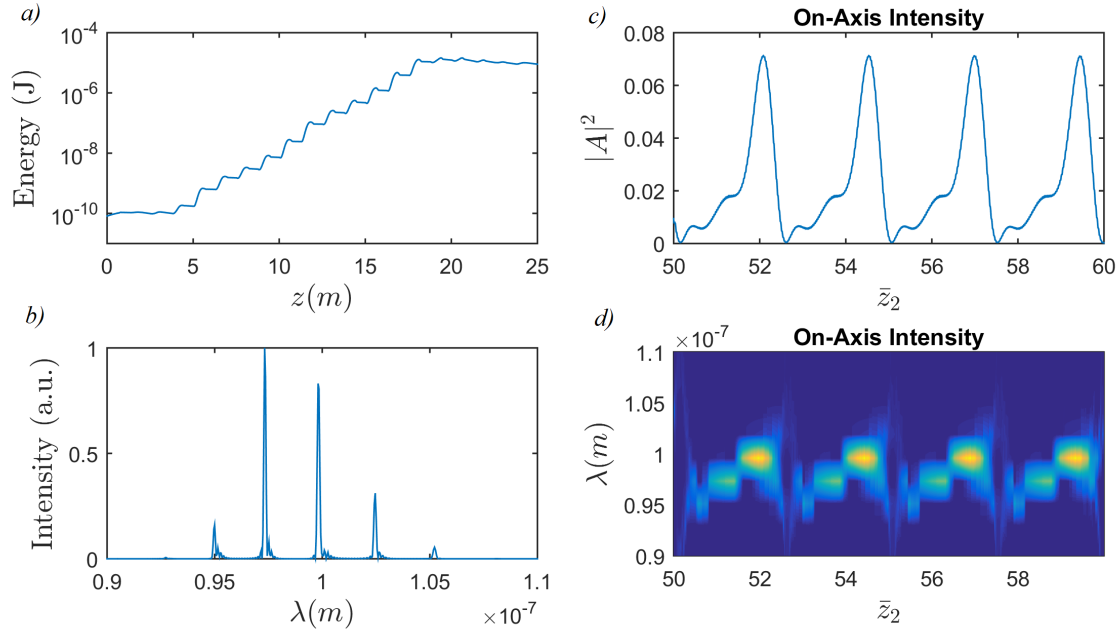 a)
10^-4
10^-6
10^-8
10^-10
Energy (J)
0 5 10 15 20 25
z(m)
c)
On-Axis Intensity
0.08
0.06
0.04
0.02
0
|A|^2
50 52 54 56 58 60
z̄₂
b)
1
0.5
0
Intensity (a.u.)
0.9 0.95 1 1.05 1.1
×10^-7
λ(m)
d)
On-Axis Intensity
×10^-7
1.1
1.05
1
0.95
0.9
λ(m)
50 52 54 56 58
z̄₂